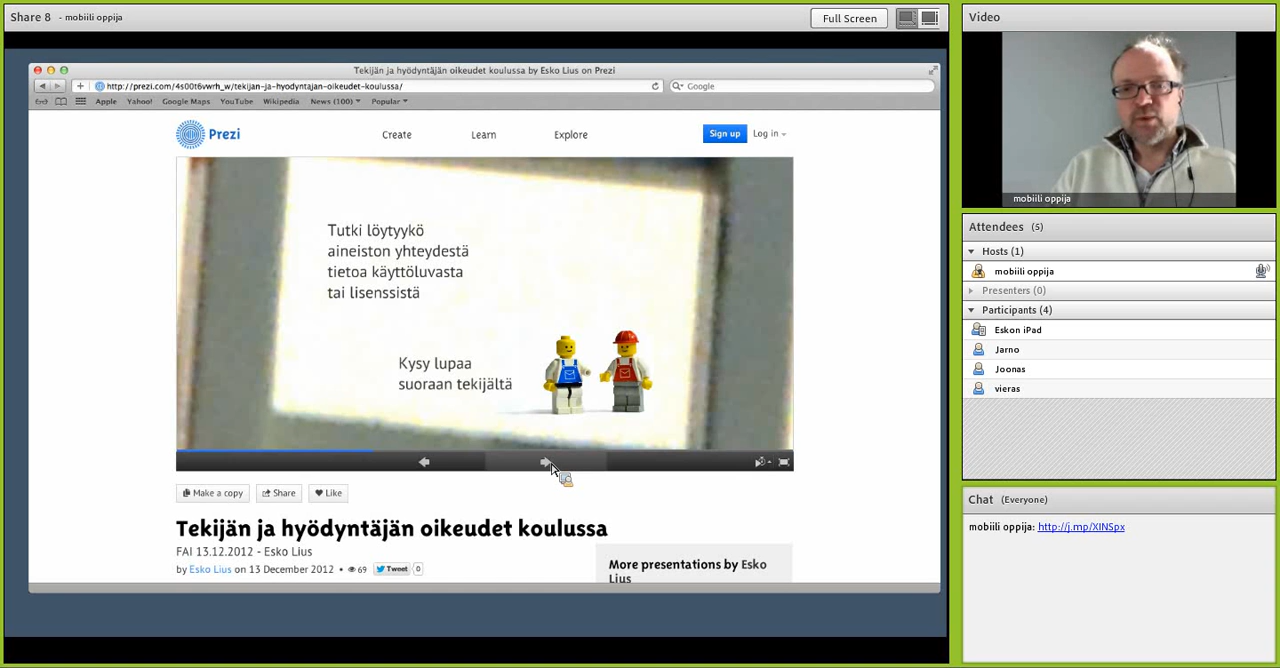 Share 8 - mobiili oppija
Full Screen
Tekijän ja hyödyntäjän oikeudet koulussa by Esko Lius on Prezi
http://prezi.com/4s00t6vwrh_w/tekijan-ja-hyodyntajan-oikeudet-koulussa/
Google
Apple Yahoo! Google Maps YouTube Wikipedia News (100) Popular
Prezi
Create Learn Explore
Sign up Log in
Tutki löytyykö
aineiston yhteydestä
tietoa käyttöluvasta
tai lisenssistä
Kysy lupaa
suoraan tekijältä
Make a copy Share Like
Tekijän ja hyödyntäjän oikeudet koulussa
FAI 13.12.2012 - Esko Lius
by Esko Lius on 13 December 2012 • 69 Tweet 0
More presentations by Esko
Lius
Video
mobiili oppija
Attendees (5)
Hosts (1)
mobiili oppija
Presenters (0)
Participants (4)
Eskon iPad
Jarno
Joonas
vieras
Chat (Everyone)
mobiili oppija: http://j.mp/XINSpx